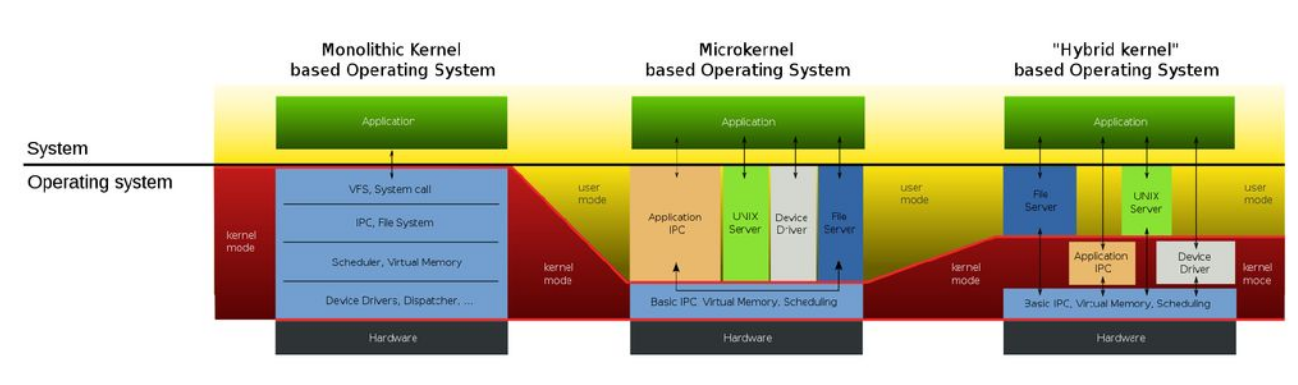 Monolithic Kernel
based Operating System
Microkernel
based Operating System
"Hybrid kernel"
based Operating System
System
Operating system
Application
VFS, System call
IPC, File System
Scheduler, Virtual Memory
Device Drivers, Dispatcher, ...
Hardware
kernel
mode
user
mode
kernel
mode
Application
Application
IPC
UNIX
Server
Device
Driver
File
Server
Basic IPC, Virtual Memory, Scheduling
Hardware
user
mode
kernel
mode
Application
File
Server
UNIX
Server
Application
IPC
Device
Driver
Basic IPC, Virtual Memory, Scheduling
Hardware
user
mode
kernel
mode